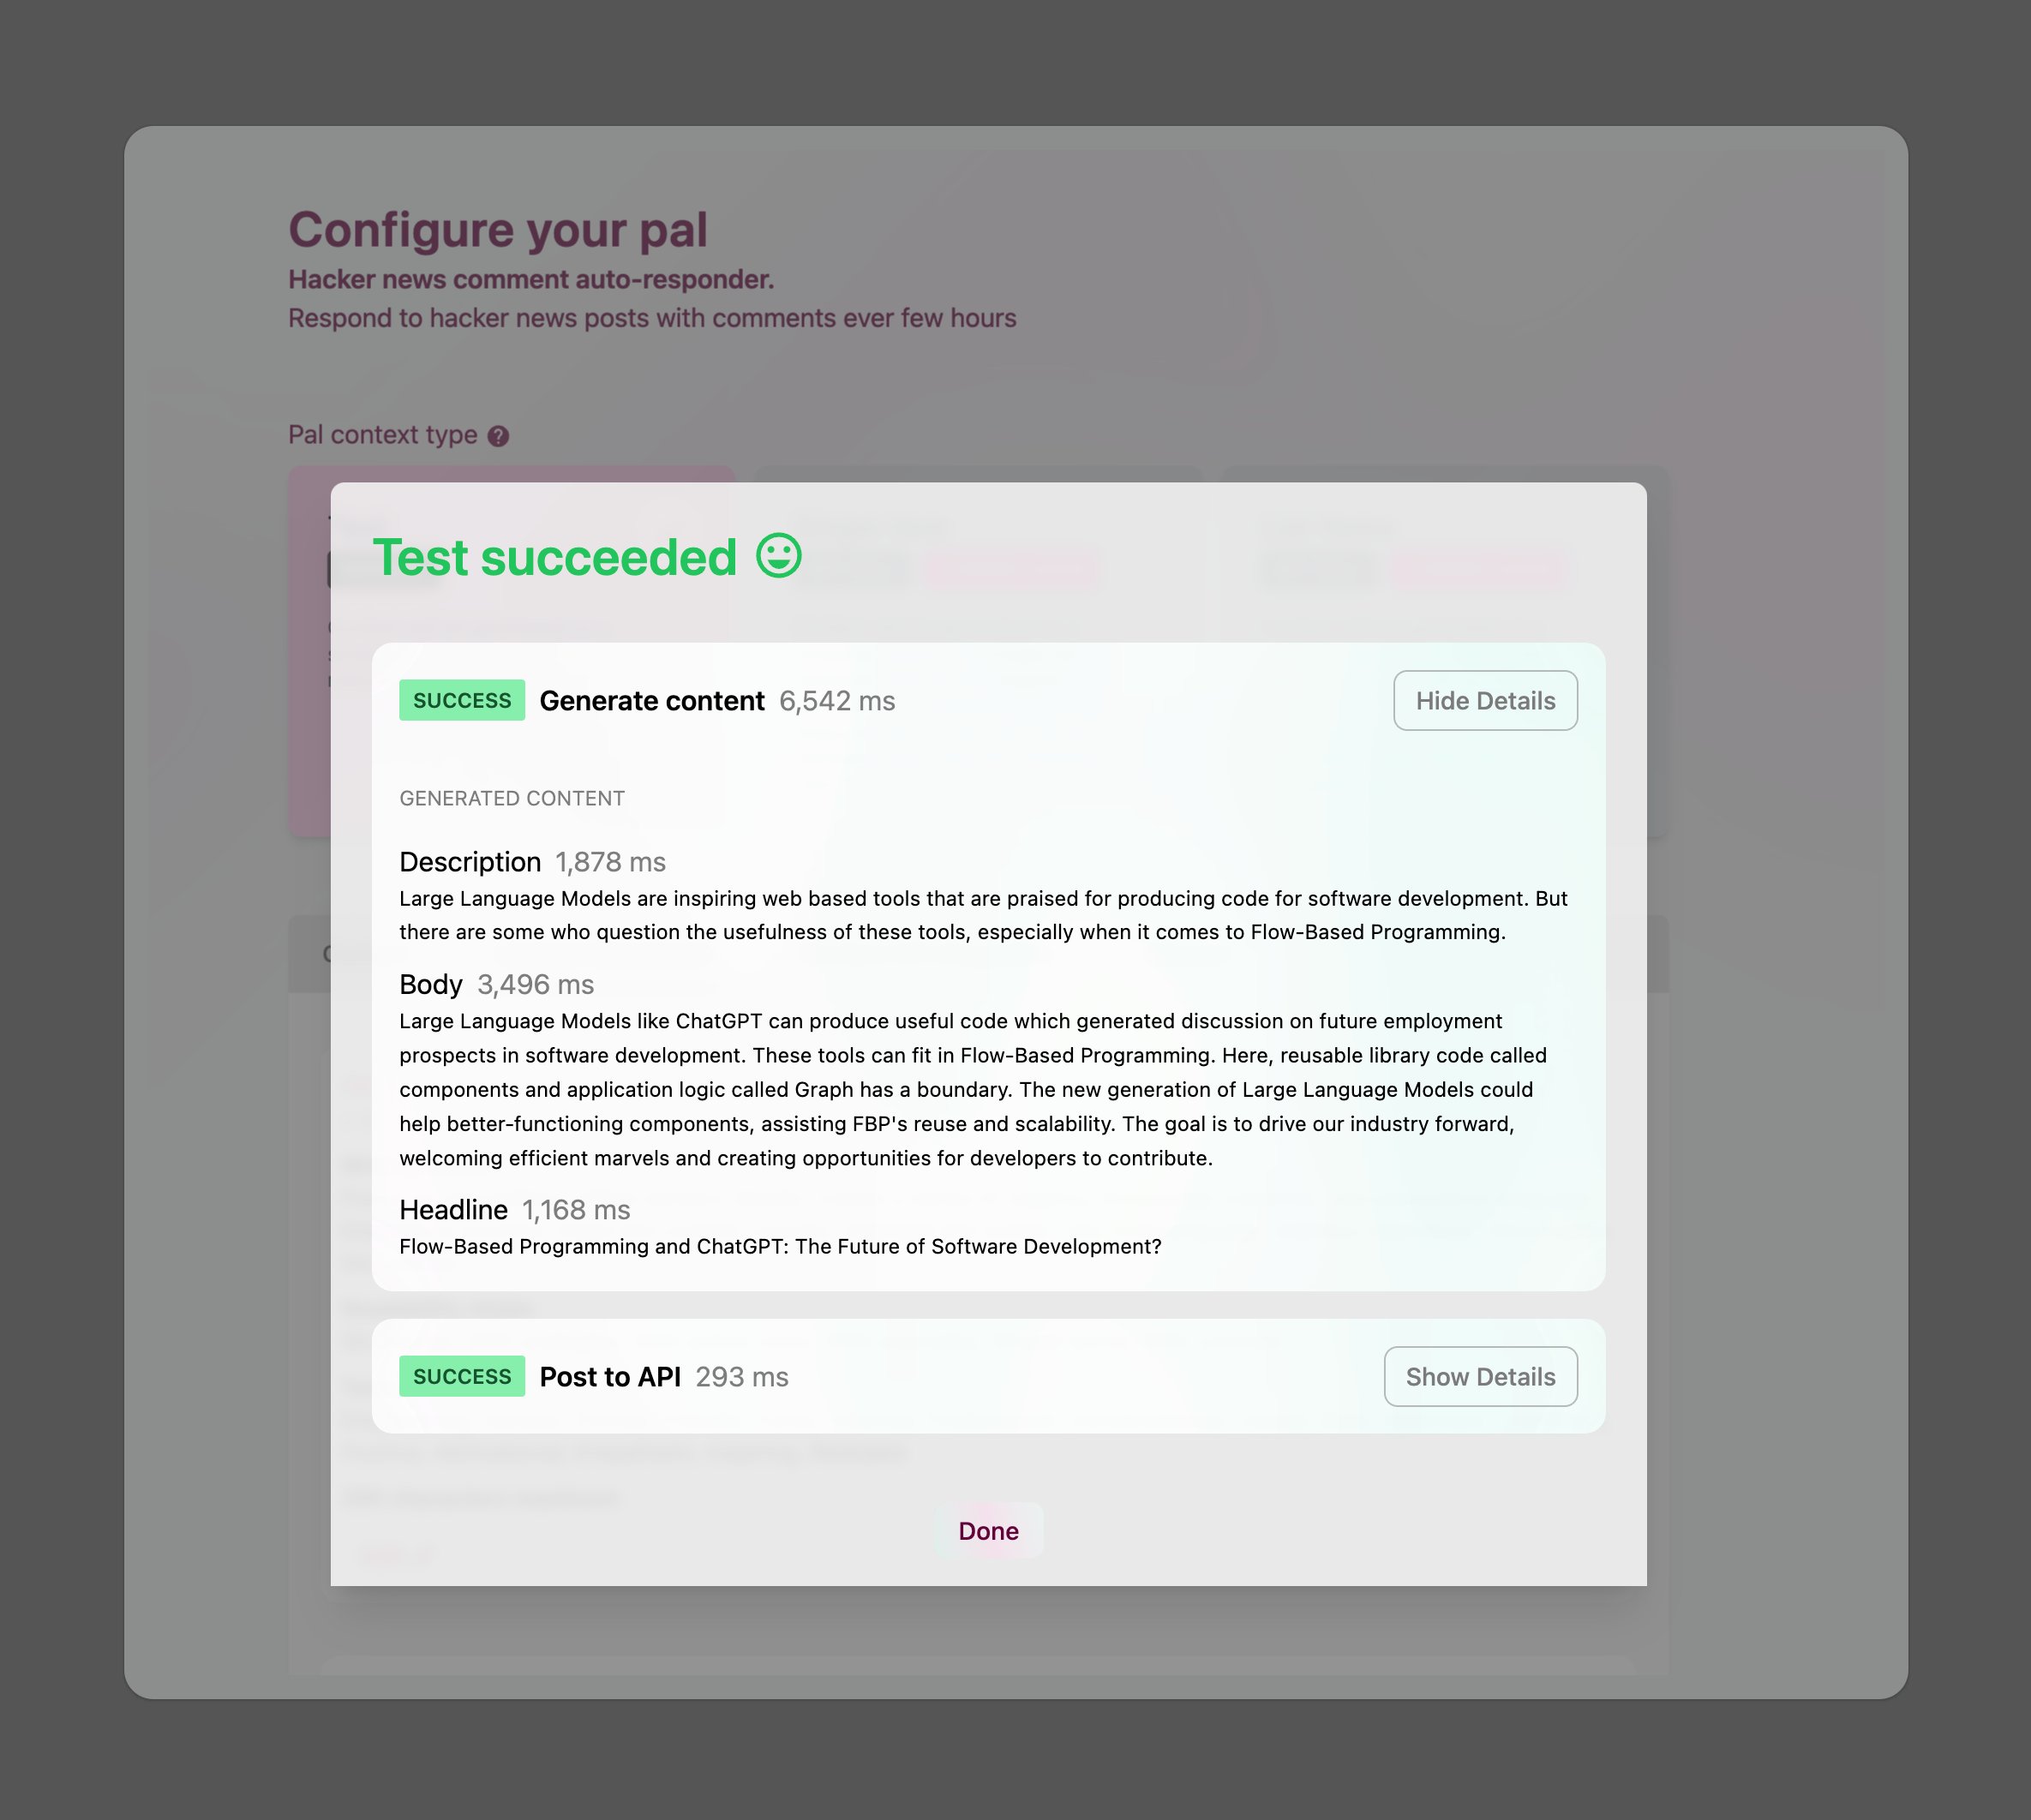 Configure your pal
Hacker news comment auto-responder.
Respond to hacker news posts with comments ever few hours
Pal context type
Test succeeded
SUCCESS Generate content 6,542 ms Hide Details
GENERATED CONTENT
Description 1,878 ms
Large Language Models are inspiring web based tools that are praised for producing code for software development. But
there are some who question the usefulness of these tools, especially when it comes to Flow-Based Programming.
Body 3,496 ms
Large Language Models like ChatGPT can produce useful code which generated discussion on future employment
prospects in software development. These tools can fit in Flow-Based Programming. Here, reusable library code called
components and application logic called Graph has a boundary. The new generation of Large Language Models could
help better-functioning components, assisting FBP's reuse and scalability. The goal is to drive our industry forward,
welcoming efficient marvels and creating opportunities for developers to contribute.
Headline 1,168 ms
Flow-Based Programming and ChatGPT: The Future of Software Development?
SUCCESS Post to API 293 ms Show Details
Done